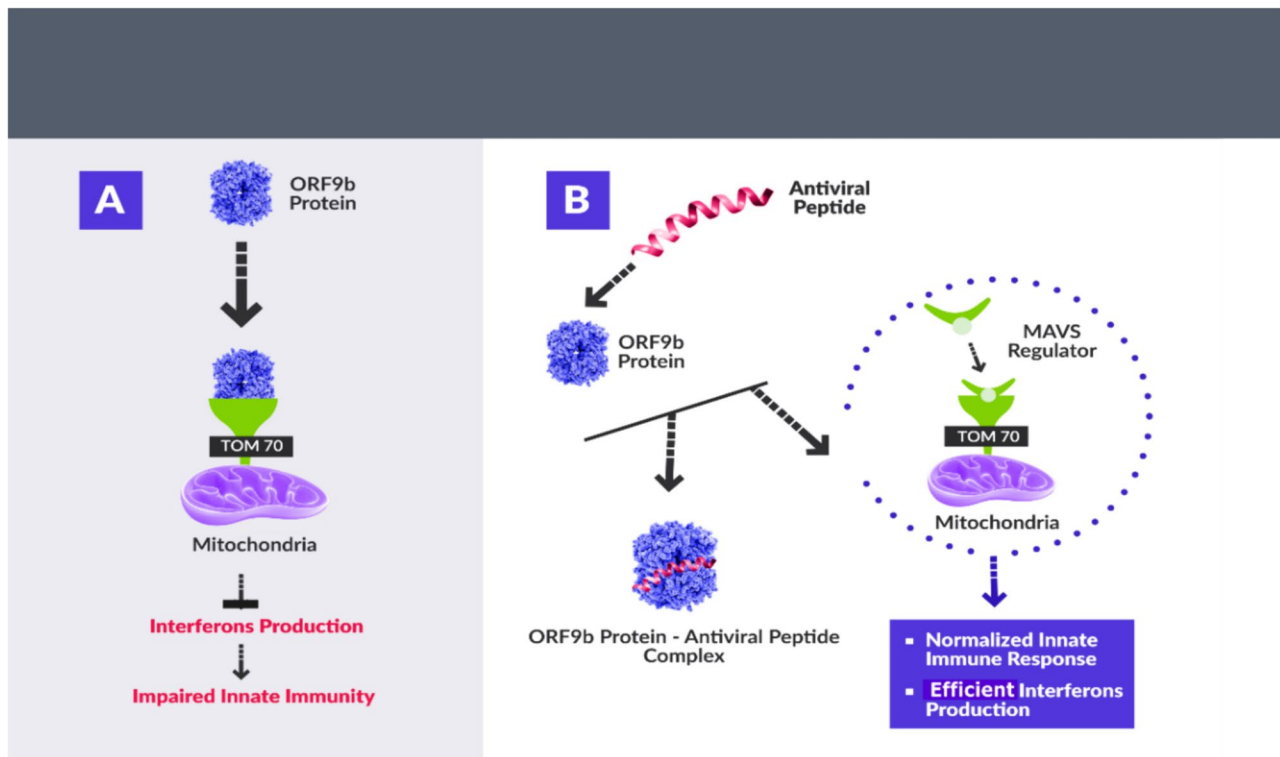 A
ORF9b
Protein
TOM 70
Mitochondria
Interferons Production
Impaired Innate Immunity
B
Antiviral
Peptide
ORF9b
Protein
MAVS
Regulator
TOM 70
Mitochondria
ORF9b Protein - Antiviral Peptide
Complex
▪ Normalized Innate
Immune Response
▪ Efficient Interferons
Production